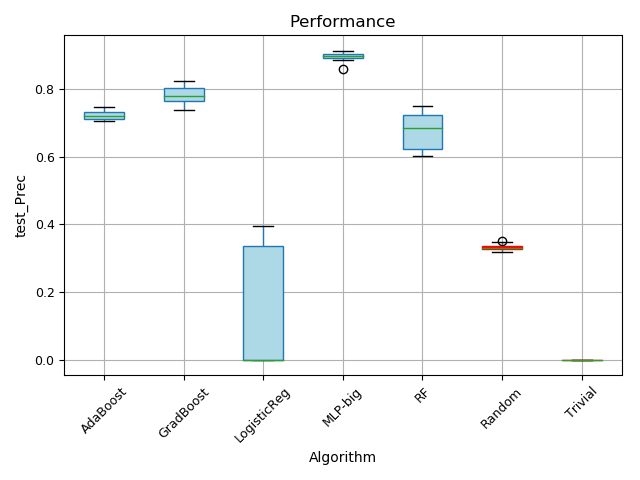 Performance
test_Prec
0.8
0.6
0.4
0.2
0.0
AdaBoost
GradBoost
LogisticReg
MLP-big
RF
Random
Trivial
Algorithm